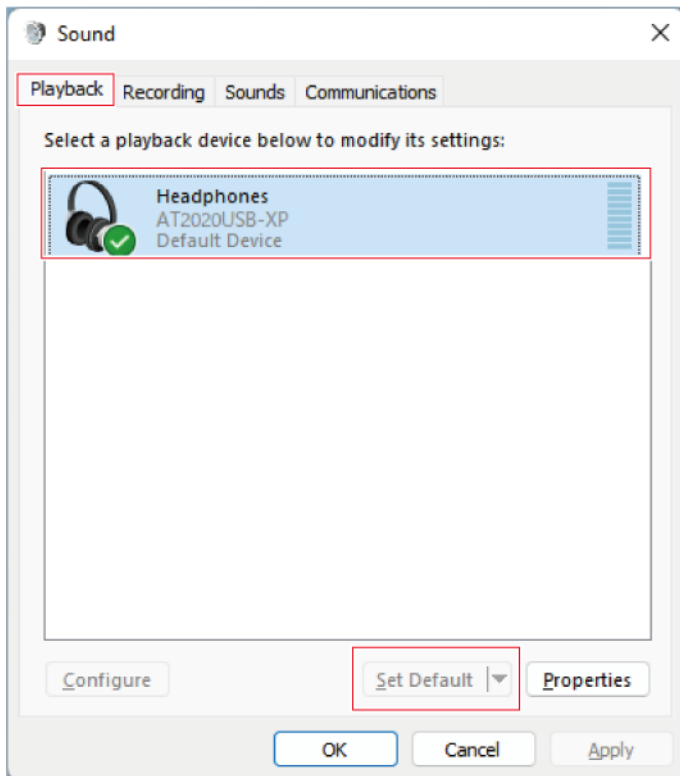 Sound
Playback Recording Sounds Communications
Select a playback device below to modify its settings:
Headphones
AT2020USB-XP
Default Device
Configure Set Default Properties
OK Cancel Apply